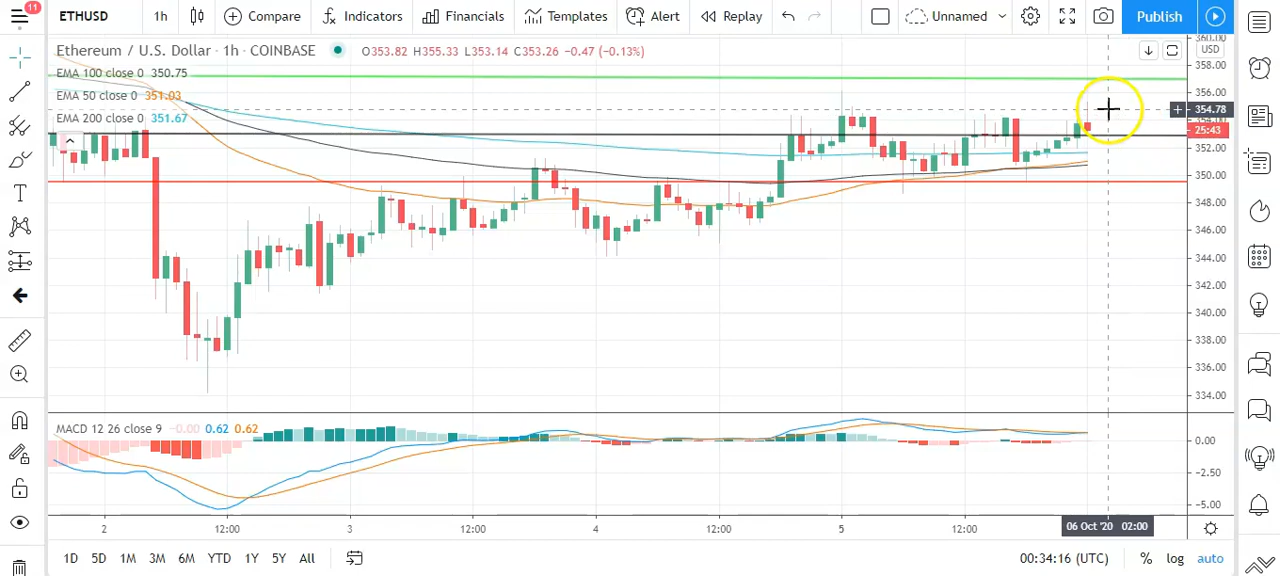 11
ETHUSD 1h Compare Indicators Financials Templates Alert Replay Unnamed Publish
Ethereum / U.S. Dollar · 1h · COINBASE O353.82 H355.33 L353.14 C353.26 −0.47 (−0.13%)
EMA 100 close 0 350.75
EMA 50 close 0 351.03
EMA 200 close 0 351.67
360.00
USD
358.00
356.00
354.78
354.00
25:43
352.00
350.00
348.00
346.00
344.00
342.00
340.00
338.00
336.00
334.00
MACD 12 26 close 9 −0.00 0.62 0.62
0.00
−2.50
−5.00
2 12:00 3 12:00 4 12:00 5 12:00 06 Oct '20 02:00
1D 5D 1M 3M 6M YTD 1Y 5Y All 00:34:16 (UTC) % log auto